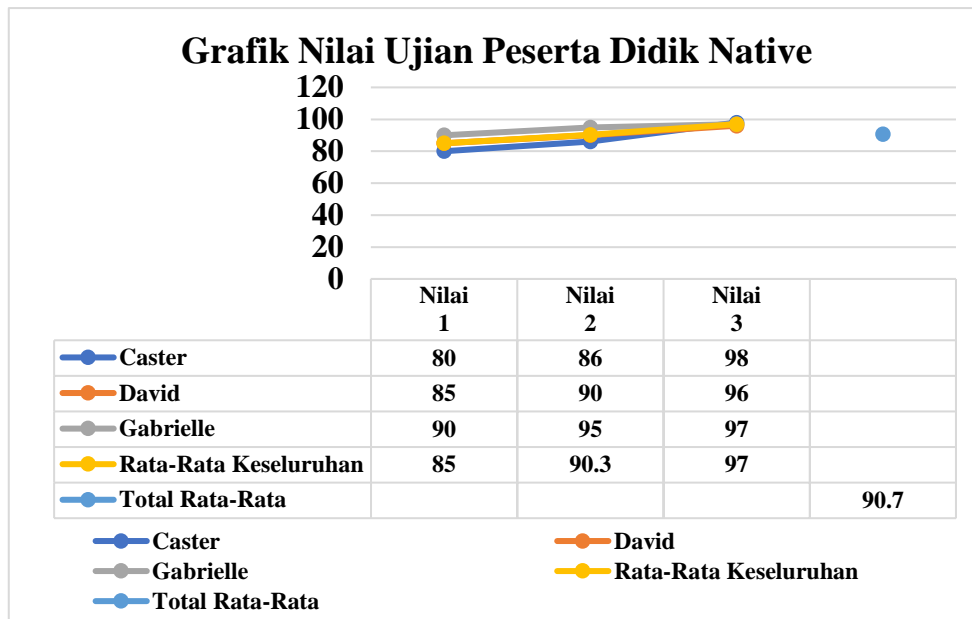 Grafik Nilai Ujian Peserta Didik Native
120
100
80
60
40
20
0
Nilai 1 Nilai 2 Nilai 3
Caster 80 86 98
David 85 90 96
Gabrielle 90 95 97
Rata-Rata Keseluruhan 85 90.3 97
Total Rata-Rata 90.7
Caster David
Gabrielle Rata-Rata Keseluruhan
Total Rata-Rata